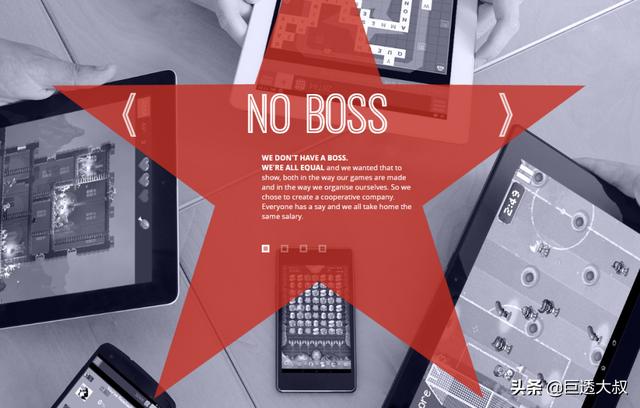 NO BOSS
WE DON'T HAVE A BOSS.
WE'RE ALL EQUAL and we wanted that to
show, both in the way our games are made
and in the way we organise ourselves. So we
chose to create a cooperative company.
Everyone has a say and we all take home the
same salary.
2:49
头条 @巨透大叔